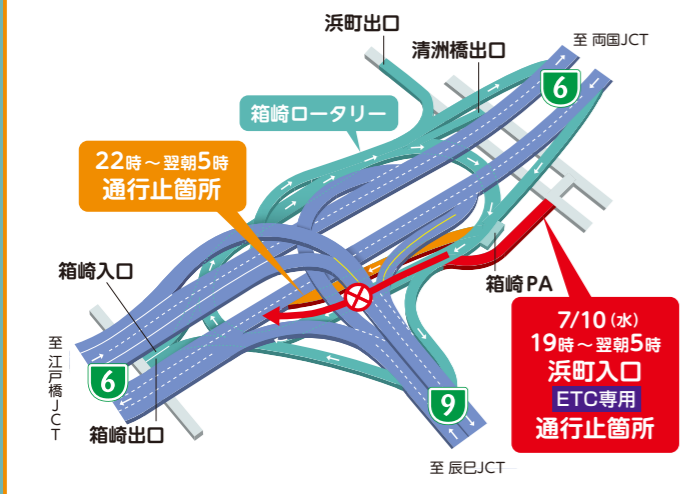 浜町出口
清洲橋出口
至 両国JCT
6
箱崎ロータリー
22時～翌朝5時
通行止箇所
箱崎入口
箱崎PA
7/10(水)
19時～翌朝5時
浜町入口
ETC専用
通行止箇所
至 江戸橋JCT
6
9
箱崎出口
至 辰巳JCT